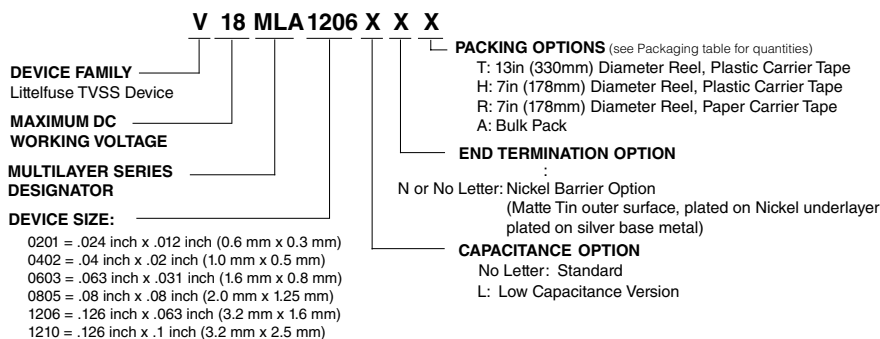 V 18 MLA 1206 X X X
DEVICE FAMILY
Littelfuse TVSS Device
MAXIMUM DC
WORKING VOLTAGE
MULTILAYER SERIES
DESIGNATOR
DEVICE SIZE:
0201 = .024 inch x .012 inch (0.6 mm x 0.3 mm)
0402 = .04 inch x .02 inch (1.0 mm x 0.5 mm)
0603 = .063 inch x .031 inch (1.6 mm x 0.8 mm)
0805 = .08 inch x .08 inch (2.0 mm x 1.25 mm)
1206 = .126 inch x .063 inch (3.2 mm x 1.6 mm)
1210 = .126 inch x .1 inch (3.2 mm x 2.5 mm)
PACKING OPTIONS (see Packaging table for quantities)
T: 13in (330mm) Diameter Reel, Plastic Carrier Tape
H: 7in (178mm) Diameter Reel, Plastic Carrier Tape
R: 7in (178mm) Diameter Reel, Paper Carrier Tape
A: Bulk Pack
END TERMINATION OPTION
:
N or No Letter: Nickel Barrier Option
(Matte Tin outer surface, plated on Nickel underlayer
plated on silver base metal)
CAPACITANCE OPTION
No Letter: Standard
L: Low Capacitance Version